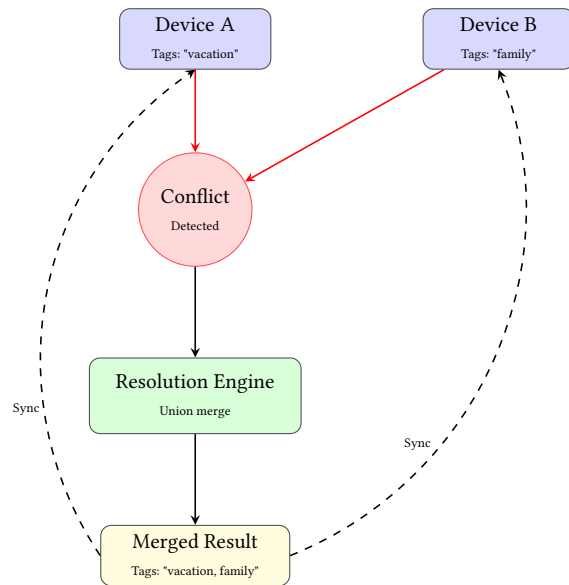 Device A
Tags: "vacation"
Device B
Tags: "family"
Conflict
Detected
Resolution Engine
Union merge
Sync
Sync
Merged Result
Tags: "vacation, family"